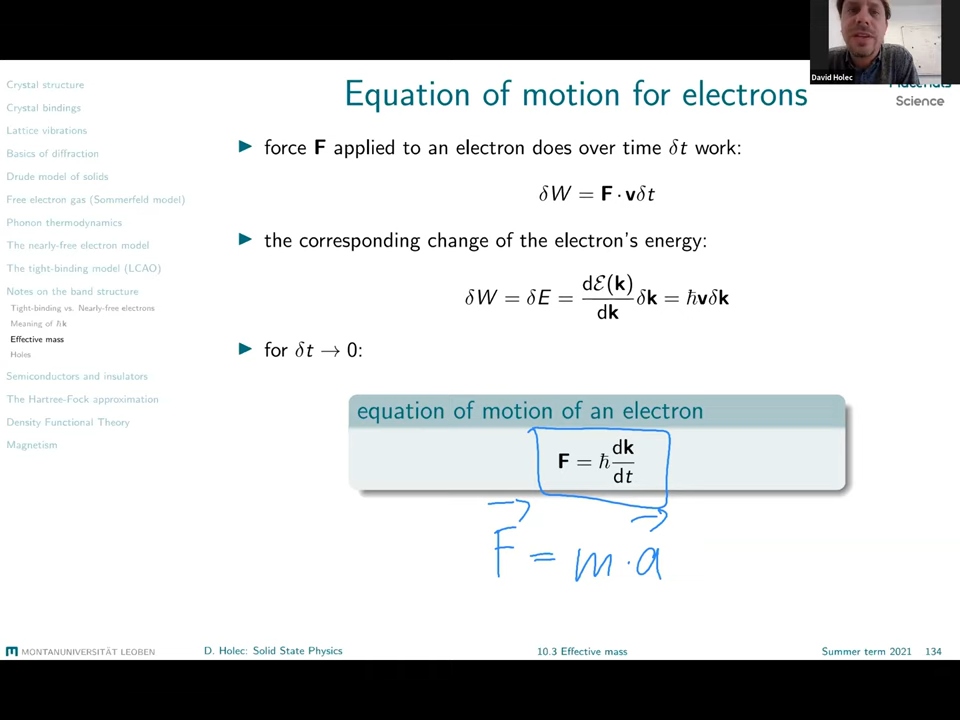 David Holec
Materials
Science
Equation of motion for electrons
Crystal structure
Crystal bindings
Lattice vibrations
Basics of diffraction
Drude model of solids
Free electron gas (Sommerfeld model)
Phonon thermodynamics
The nearly-free electron model
The tight-binding model (LCAO)
Notes on the band structure
Tight-binding vs. Nearly-free electrons
Meaning of ℏk
Effective mass
Holes
Semiconductors and insulators
The Hartree-Fock approximation
Density Functional Theory
Magnetism
▶ force F applied to an electron does over time δt work:
δW = F · vδt
▶ the corresponding change of the electron's energy:
δW = δE = dℰ(k)/dk δk = ℏvδk
▶ for δt → 0:
equation of motion of an electron
F = ℏ dk/dt
F⃗ = m · a⃗
MONTANUNIVERSITÄT LEOBEN
D. Holec: Solid State Physics
10.3 Effective mass
Summer term 2021 134